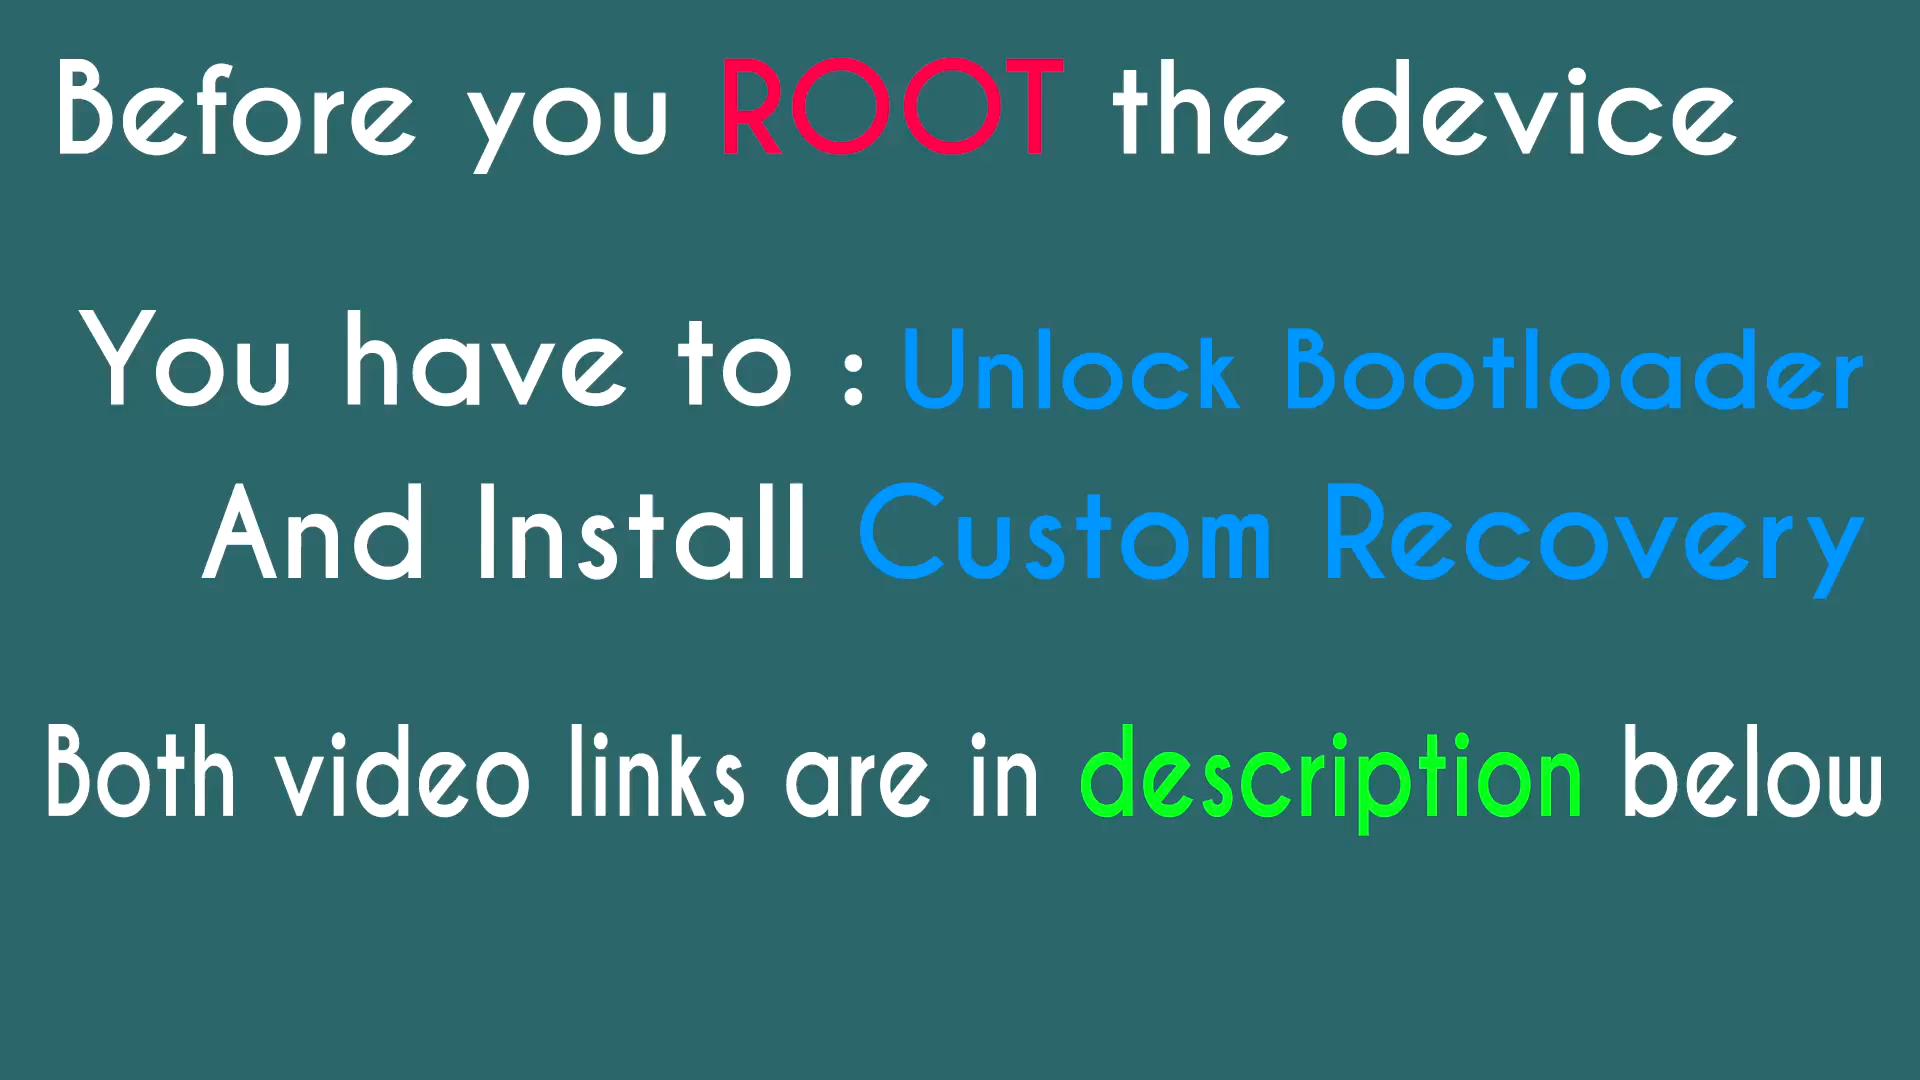 Before you ROOT the device
You have to : Unlock Bootloader
And Install Custom Recovery
Both video links are in description below